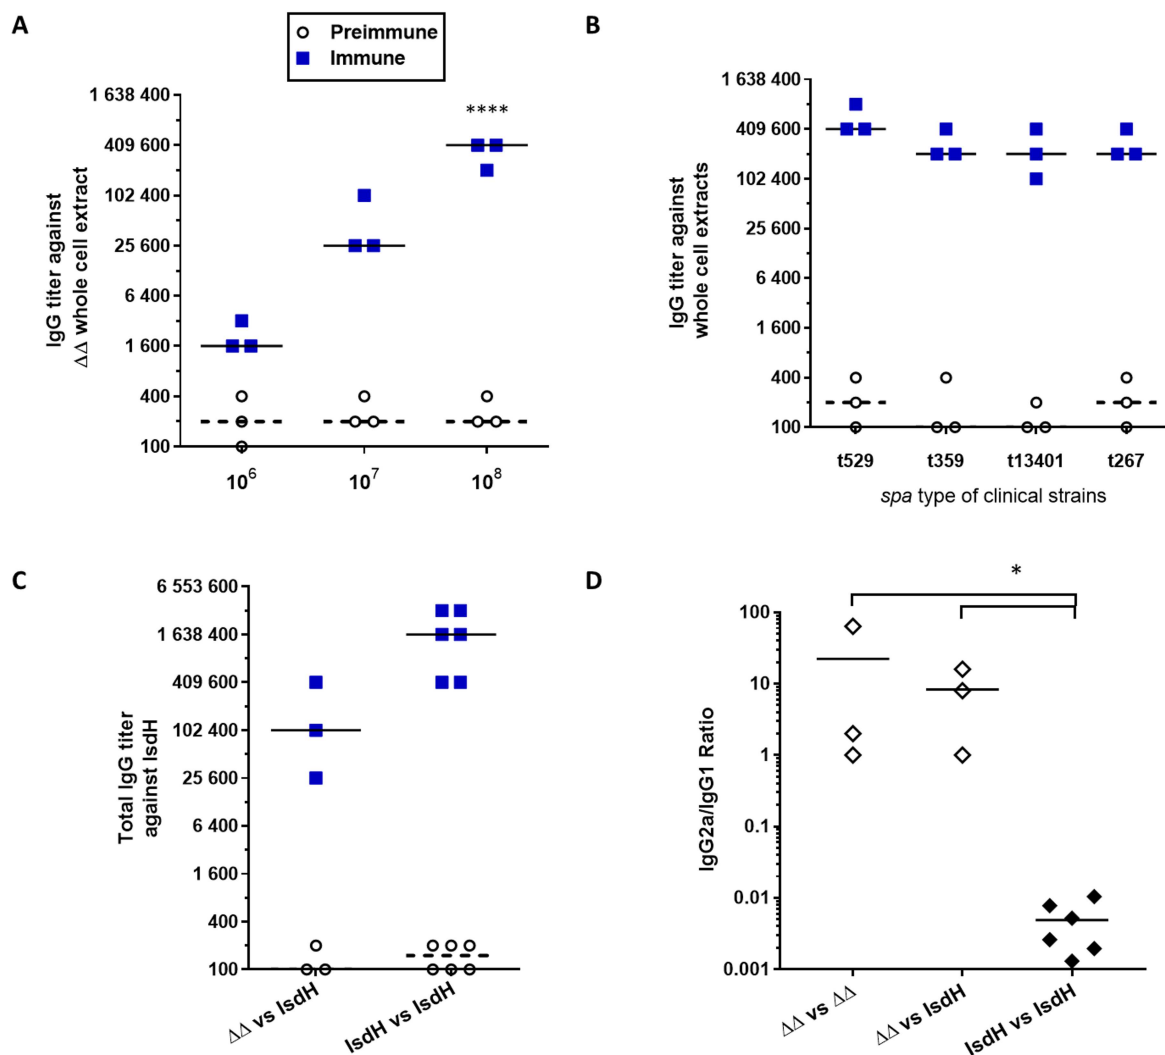 A
Preimmune
Immune
IgG titer against
ΔΔ whole cell extract
1 638 400
409 600
102 400
25 600
6 400
1 600
400
100
****
10⁶
10⁷
10⁸
B
IgG titer against
whole cell extracts
1 638 400
409 600
102 400
25 600
6 400
1 600
400
100
t529
t359
t13401
t267
spa type of clinical strains
C
Total IgG titer
against IsdH
6 553 600
1 638 400
409 600
102 400
25 600
6 400
1 600
400
100
ΔΔ vs IsdH
IsdH vs IsdH
D
IgG2a/IgG1 Ratio
*
100
10
1
0.1
0.01
0.001
ΔΔ vs ΔΔ
ΔΔ vs IsdH
IsdH vs IsdH